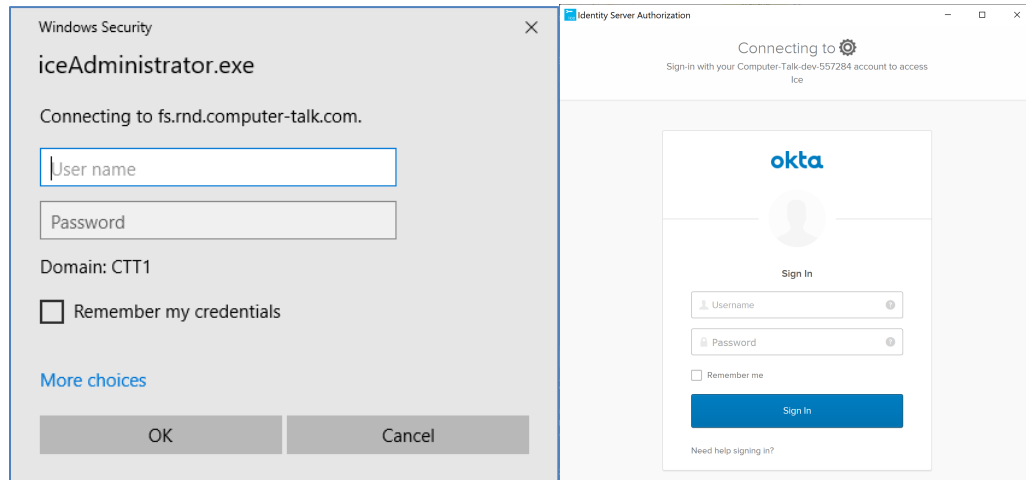 Windows Security
iceAdministrator.exe
Connecting to fs.rnd.computer-talk.com.
User name
Password
Domain: CTT1
Remember my credentials
More choices
OK
Cancel
Identity Server Authorization
Connecting to
Sign-in with your Computer-Talk-dev-557284 account to access
Ice
okta
Sign In
Username
Password
Remember me
Sign In
Need help signing in?